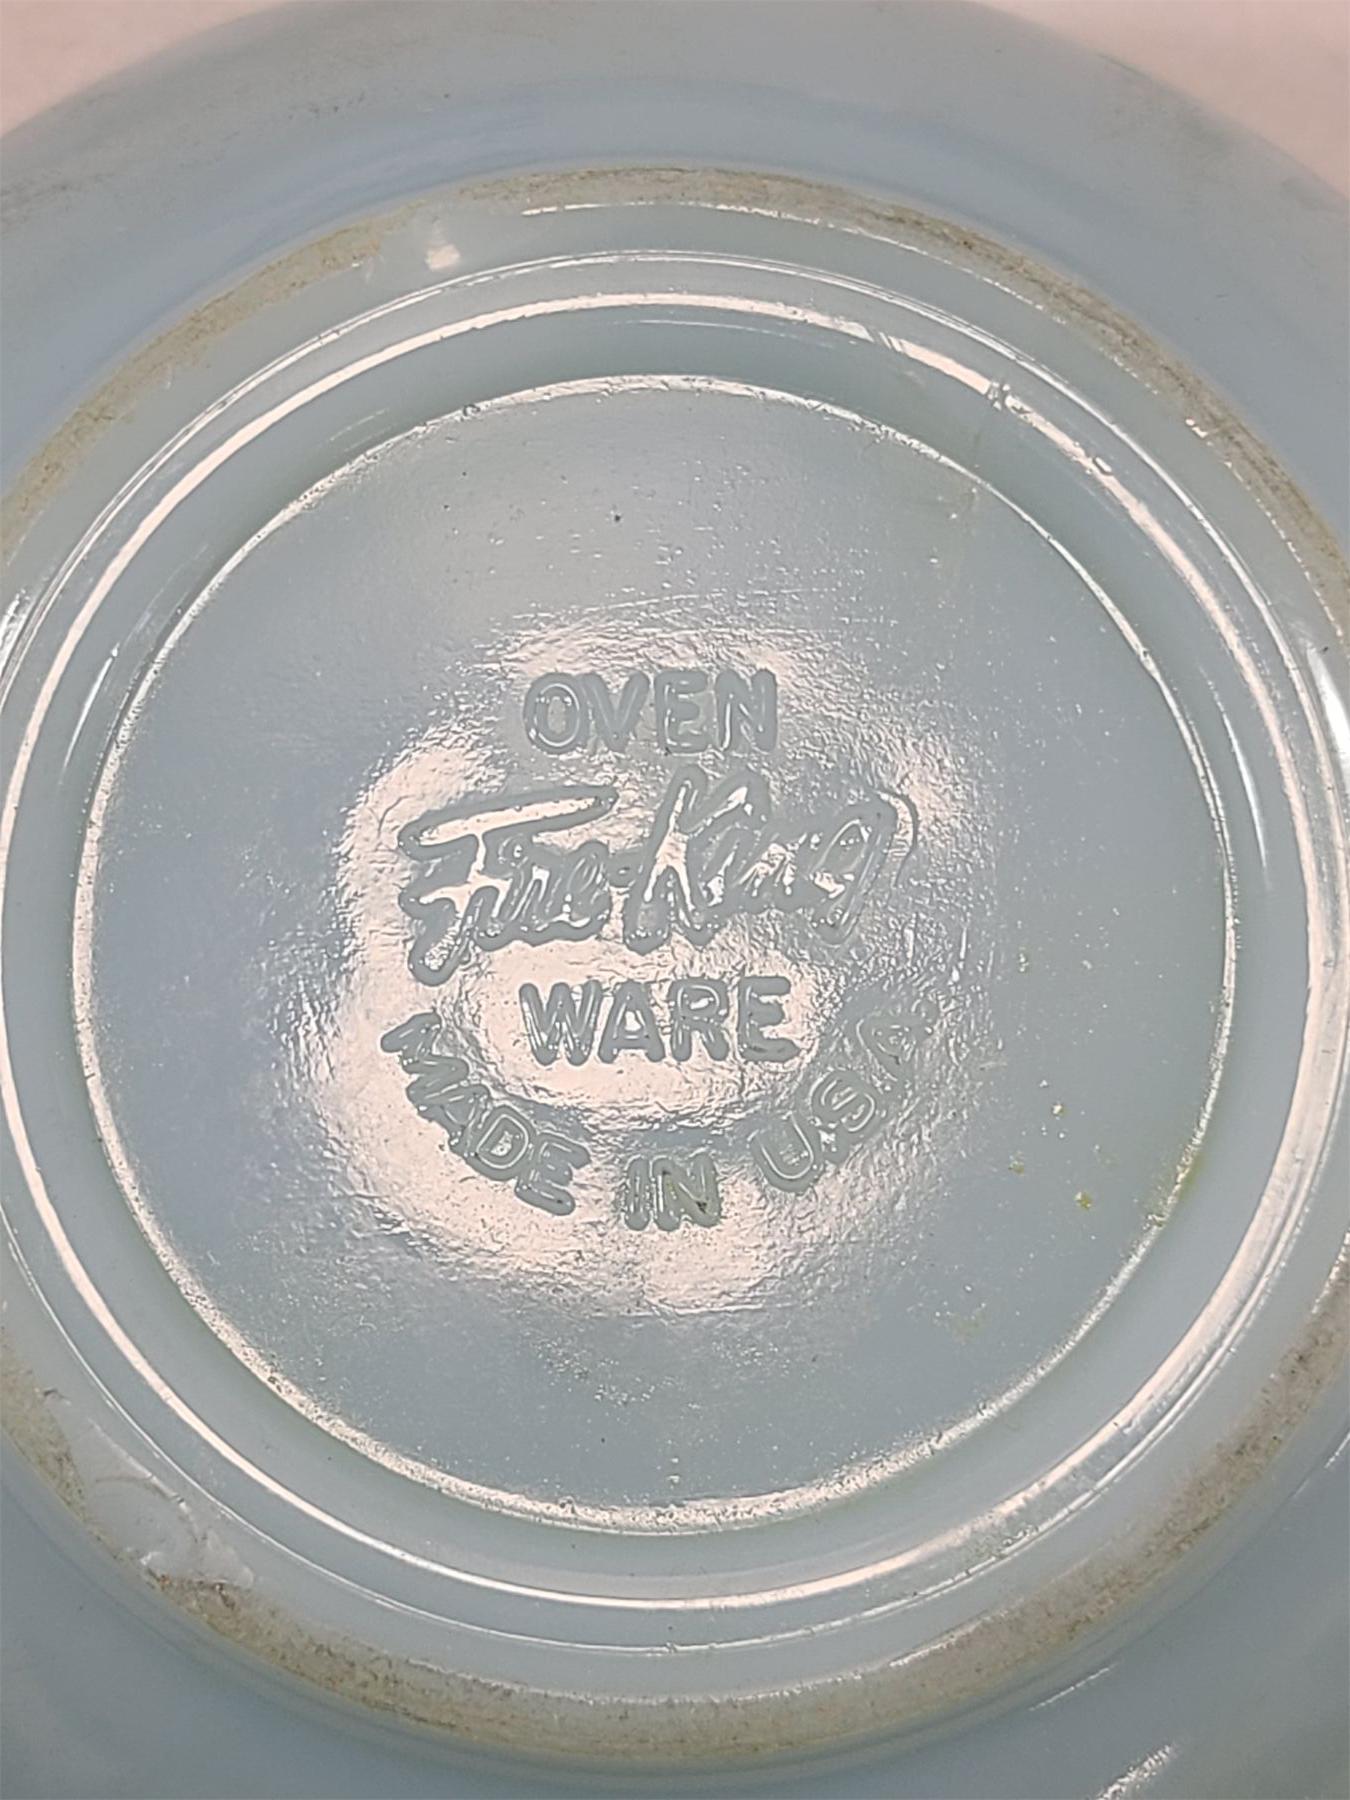 OVEN
Fire-King
WARE
MADE IN U.S.A.